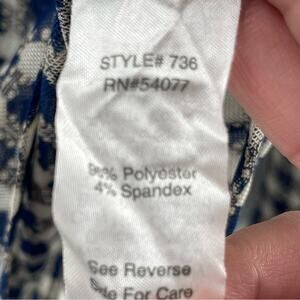 STYLE# 736
RN#54077
96% Polyester
4% Spandex
See Reverse
Side For Care